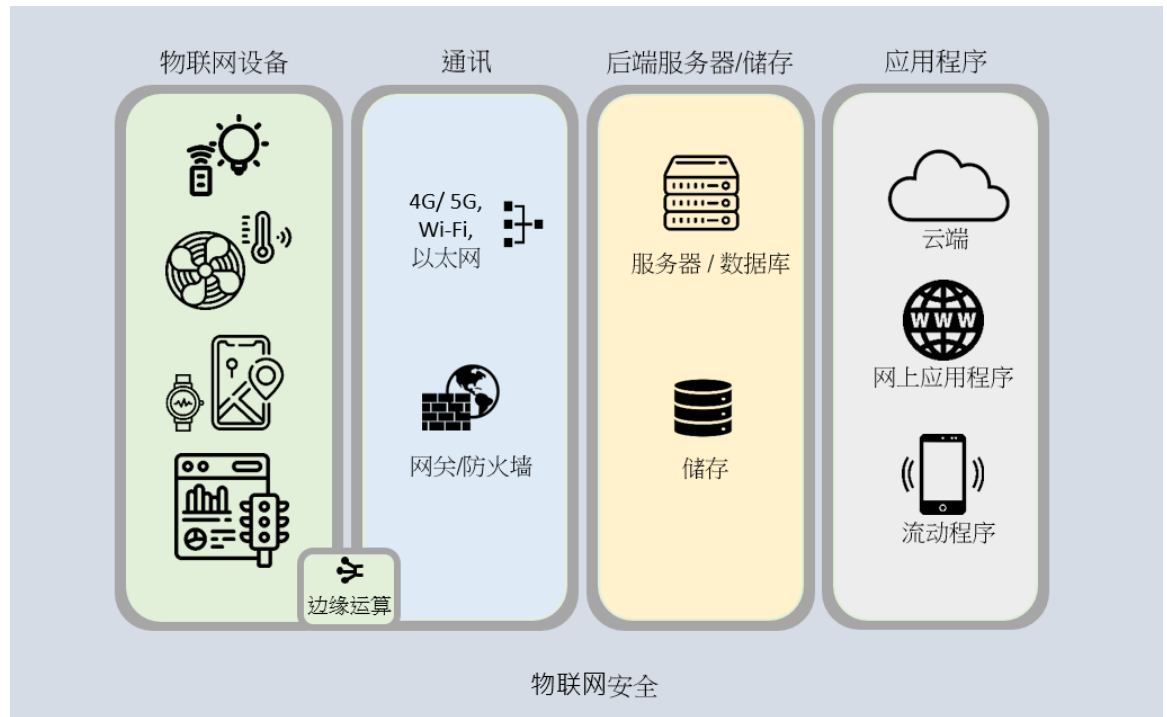 物联网设备
通讯
后端服务器/储存
应用程序
4G/ 5G,
Wi-Fi,
以太网
网关/防火墙
边缘运算
服务器 / 数据库
储存
云端
WWW
网上应用程序
流动程序
物联网安全